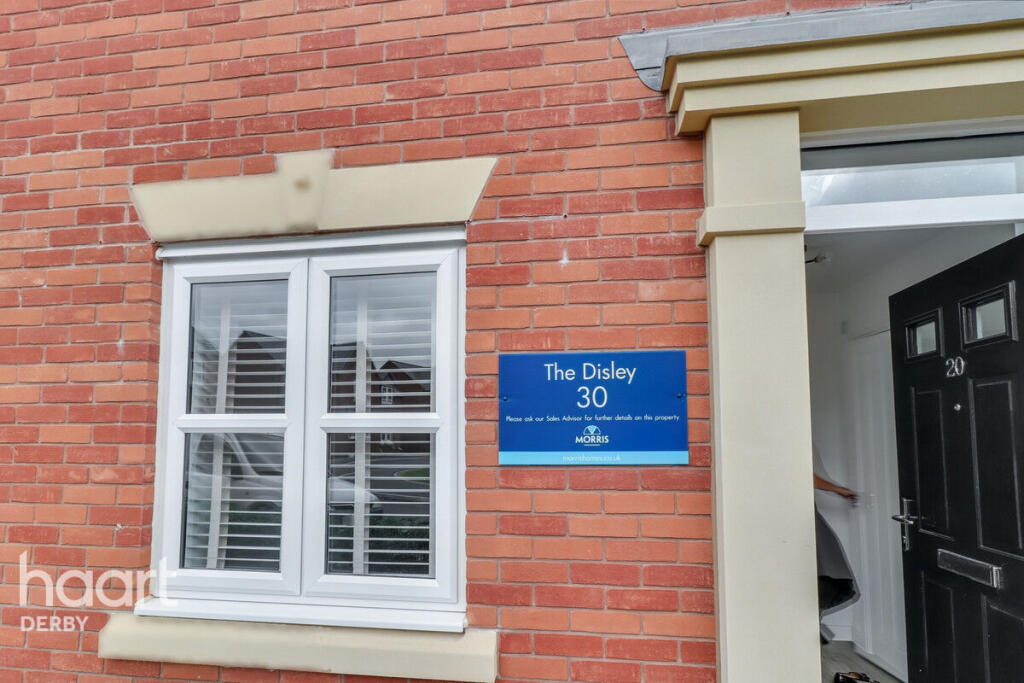 The Disley
30
Please ask our Sales Advisor for further details on this property
MORRIS
morrishomes.co.uk
20
haart
DERBY